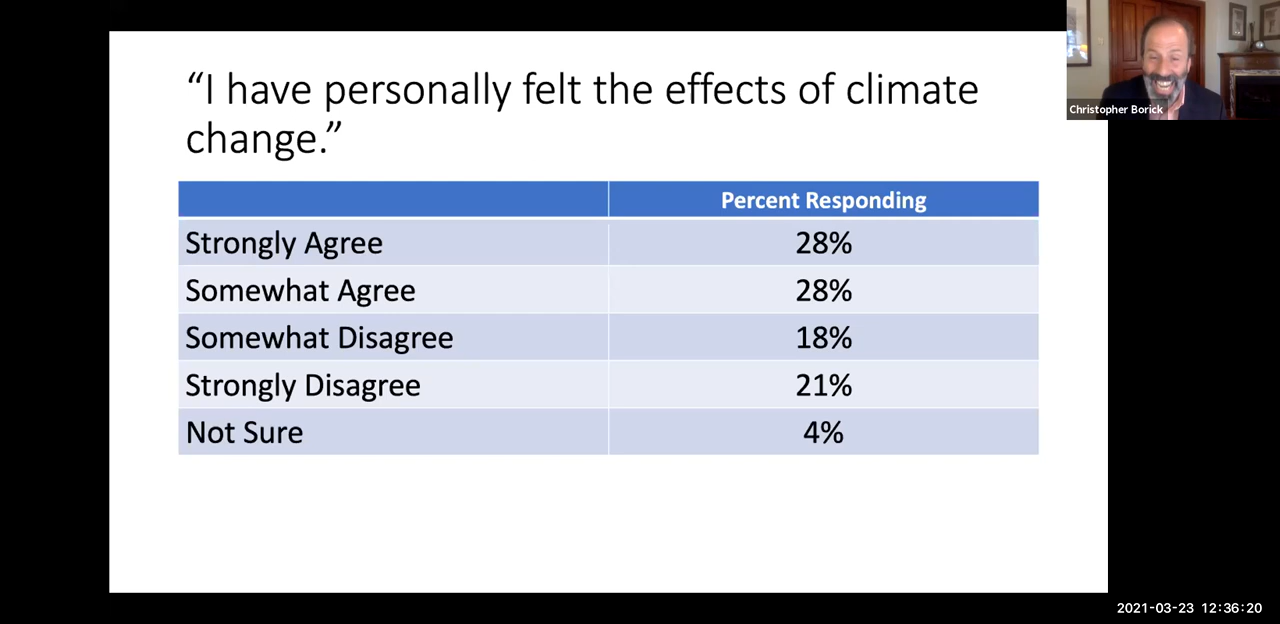 “I have personally felt the effects of climate
change.”
Percent Responding
Strongly Agree 28%
Somewhat Agree 28%
Somewhat Disagree 18%
Strongly Disagree 21%
Not Sure 4%
Christopher Borick
2021-03-23 12:36:20